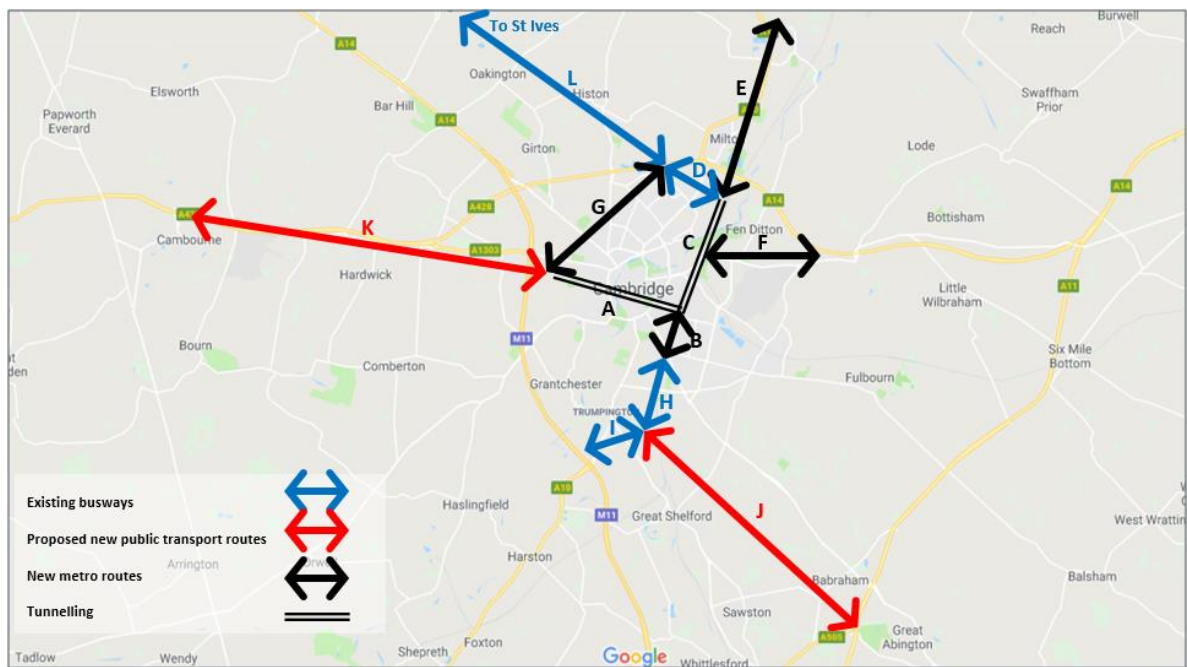 To St Ives
Burwell
Reach
A14
Oakington
L
E
Elsworth
Histon
Swaffham
Prior
Bar Hill
A10
Papworth
Everard
A14
Milton
Girton
Lode
D
A14
A14
G
A428
K
Fen Ditton
Bottisham
Cambourne
A1303
C
F
Hardwick
Cambridge
Little
Wilbraham
A11
A
M11
B
Bourn
Six Mile
Bottom
Comberton
Grantchester
Fulbourn
H
TRUMPINGTON
I
Existing busways
A10
Haslingfield
M11
Great Shelford
J
West Wratting
Proposed new public transport routes
Harston
Arrington
New metro routes
Babraham
Balsham
Tunnelling
Sawston
Great
Abington
Foxton
A505
Tadlow
Wendy
Shepreth
Google
Whittlesford